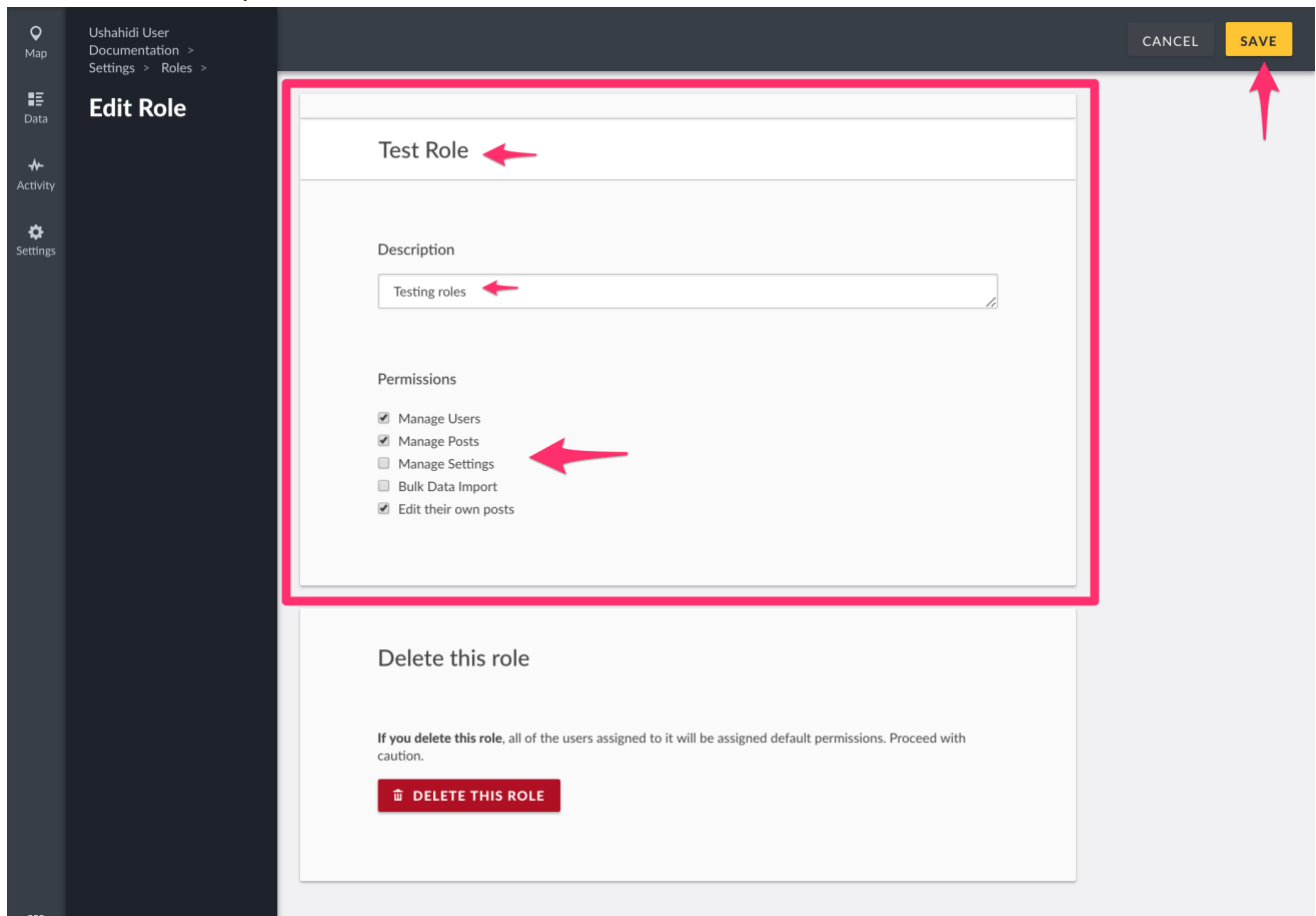 Map
Data
Activity
Settings
Ushahidi User
Documentation >
Settings > Roles >
Edit Role
CANCEL
SAVE
Test Role
Description
Testing roles
Permissions
Manage Users
Manage Posts
Manage Settings
Bulk Data Import
Edit their own posts
Delete this role
If you delete this role, all of the users assigned to it will be assigned default permissions. Proceed with
caution.
DELETE THIS ROLE